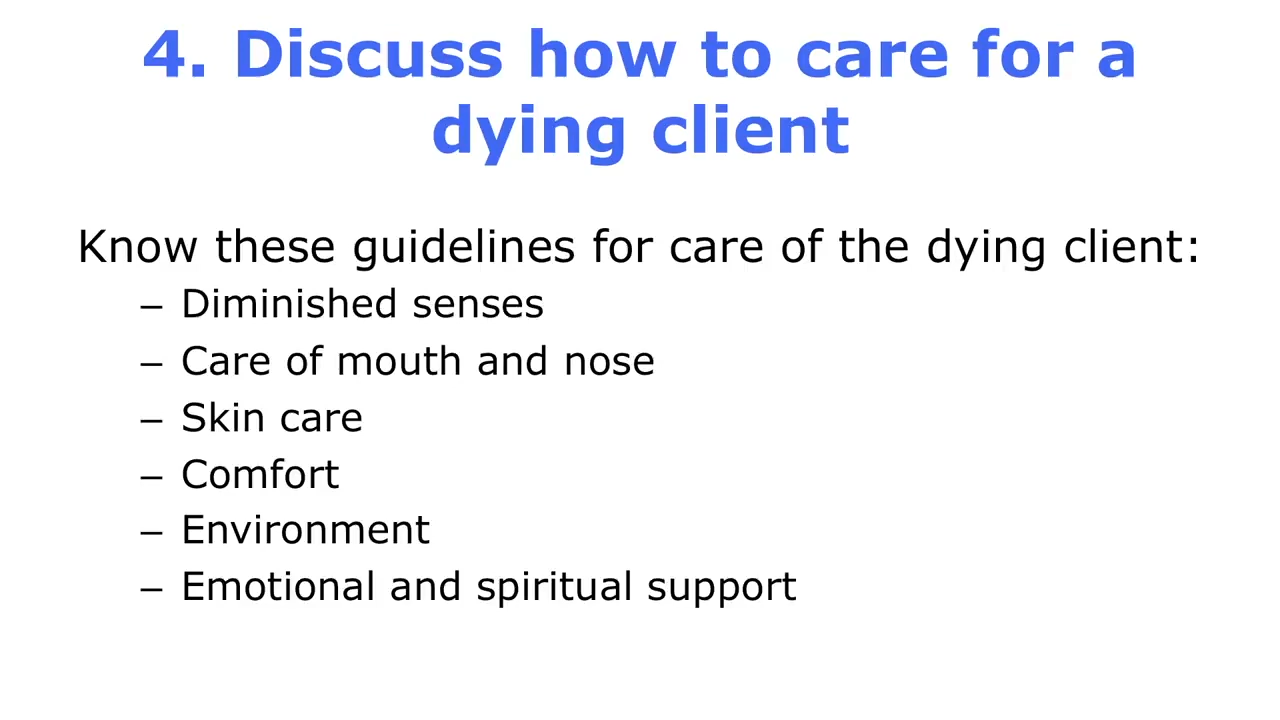 4. Discuss how to care for a
dying client
Know these guidelines for care of the dying client:
– Diminished senses
– Care of mouth and nose
– Skin care
– Comfort
– Environment
– Emotional and spiritual support